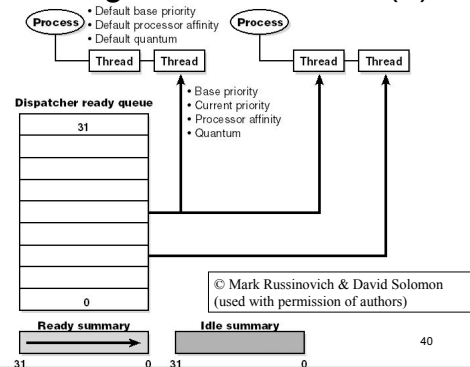 Process
• Default base priority
• Default processor affinity
• Default quantum
Process
Thread
Thread
Thread
Thread
• Base priority
• Current priority
• Processor affinity
• Quantum
Dispatcher ready queue
31
0
© Mark Russinovich & David Solomon
(used with permission of authors)
Ready summary
Idle summary
31
0
31
0
40